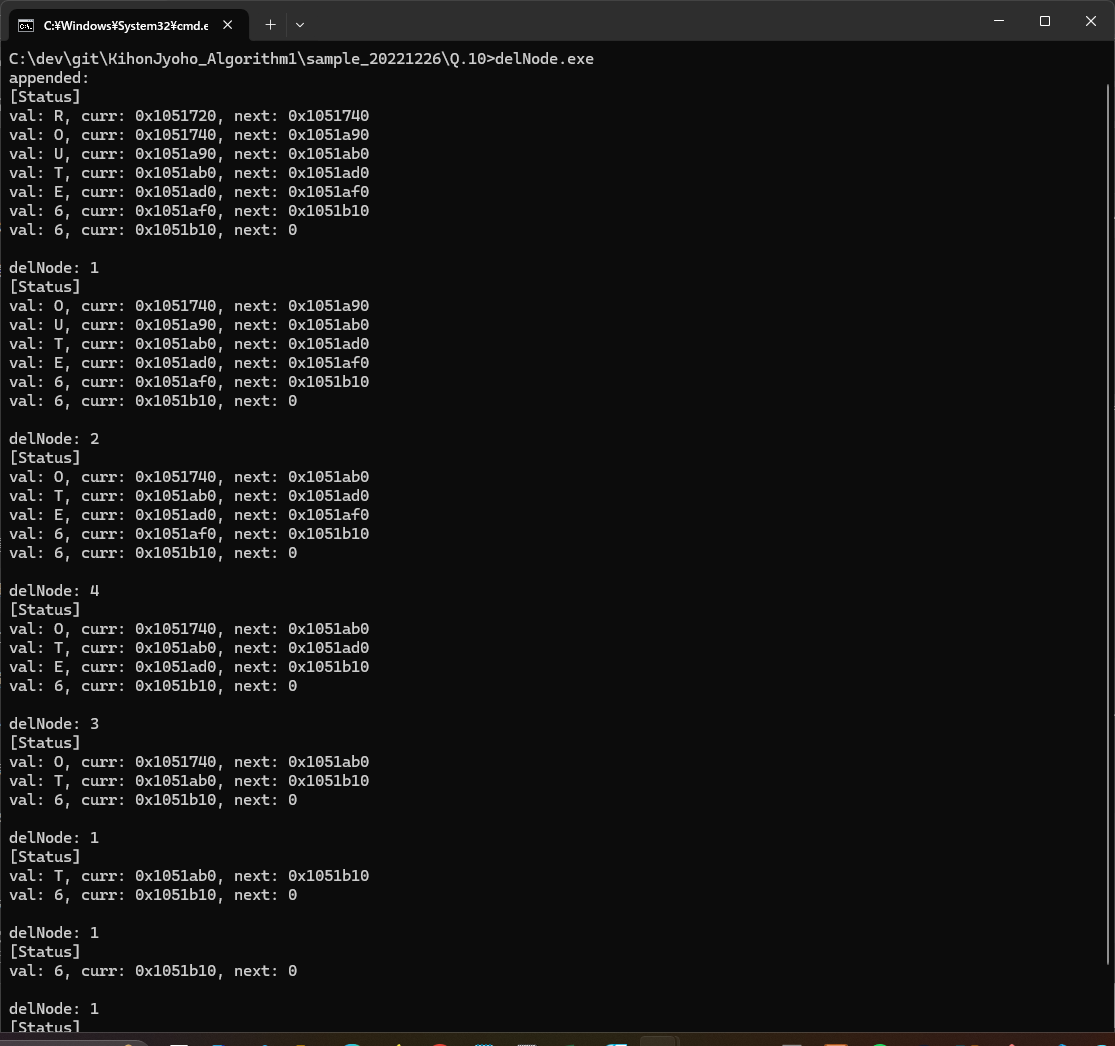 C:¥Windows¥System32¥cmd.e
C:\dev\git\KihonJyoho_Algorithm1\sample_20221226\Q.10>delNode.exe
appended:
[Status]
val: R, curr: 0x1051720, next: 0x1051740
val: O, curr: 0x1051740, next: 0x1051a90
val: U, curr: 0x1051a90, next: 0x1051ab0
val: T, curr: 0x1051ab0, next: 0x1051ad0
val: E, curr: 0x1051ad0, next: 0x1051af0
val: 6, curr: 0x1051af0, next: 0x1051b10
val: 6, curr: 0x1051b10, next: 0
delNode: 1
[Status]
val: O, curr: 0x1051740, next: 0x1051a90
val: U, curr: 0x1051a90, next: 0x1051ab0
val: T, curr: 0x1051ab0, next: 0x1051ad0
val: E, curr: 0x1051ad0, next: 0x1051af0
val: 6, curr: 0x1051af0, next: 0x1051b10
val: 6, curr: 0x1051b10, next: 0
delNode: 2
[Status]
val: O, curr: 0x1051740, next: 0x1051ab0
val: T, curr: 0x1051ab0, next: 0x1051ad0
val: E, curr: 0x1051ad0, next: 0x1051af0
val: 6, curr: 0x1051af0, next: 0x1051b10
val: 6, curr: 0x1051b10, next: 0
delNode: 4
[Status]
val: O, curr: 0x1051740, next: 0x1051ab0
val: T, curr: 0x1051ab0, next: 0x1051ad0
val: E, curr: 0x1051ad0, next: 0x1051b10
val: 6, curr: 0x1051b10, next: 0
delNode: 3
[Status]
val: O, curr: 0x1051740, next: 0x1051ab0
val: T, curr: 0x1051ab0, next: 0x1051b10
val: 6, curr: 0x1051b10, next: 0
delNode: 1
[Status]
val: T, curr: 0x1051ab0, next: 0x1051b10
val: 6, curr: 0x1051b10, next: 0
delNode: 1
[Status]
val: 6, curr: 0x1051b10, next: 0
delNode: 1
[Status]